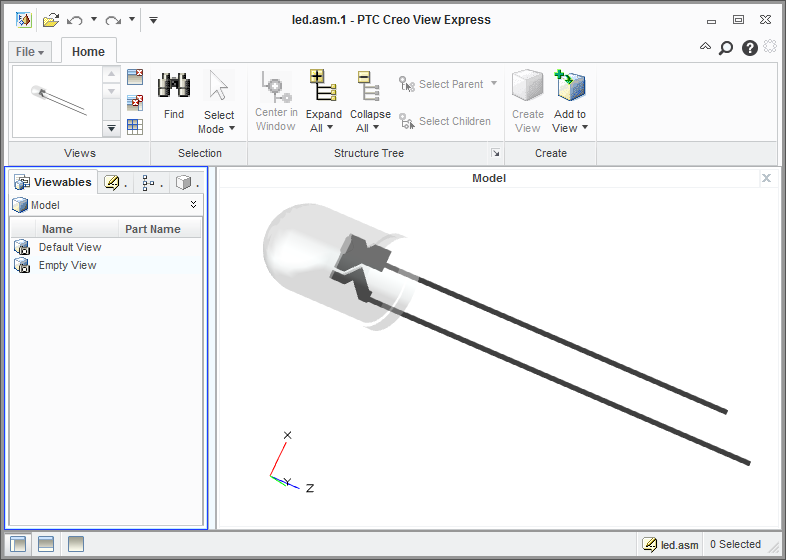 led.asm.1 - PTC Creo View Express
File
Home
Find
Select Mode
Center in Window
Expand All
Collapse All
Select Parent
Select Children
Create View
Add to View
Views
Selection
Structure Tree
Create
Viewables
Model
Name Part Name
Default View
Empty View
Model
X
Y
Z
led.asm
0 Selected